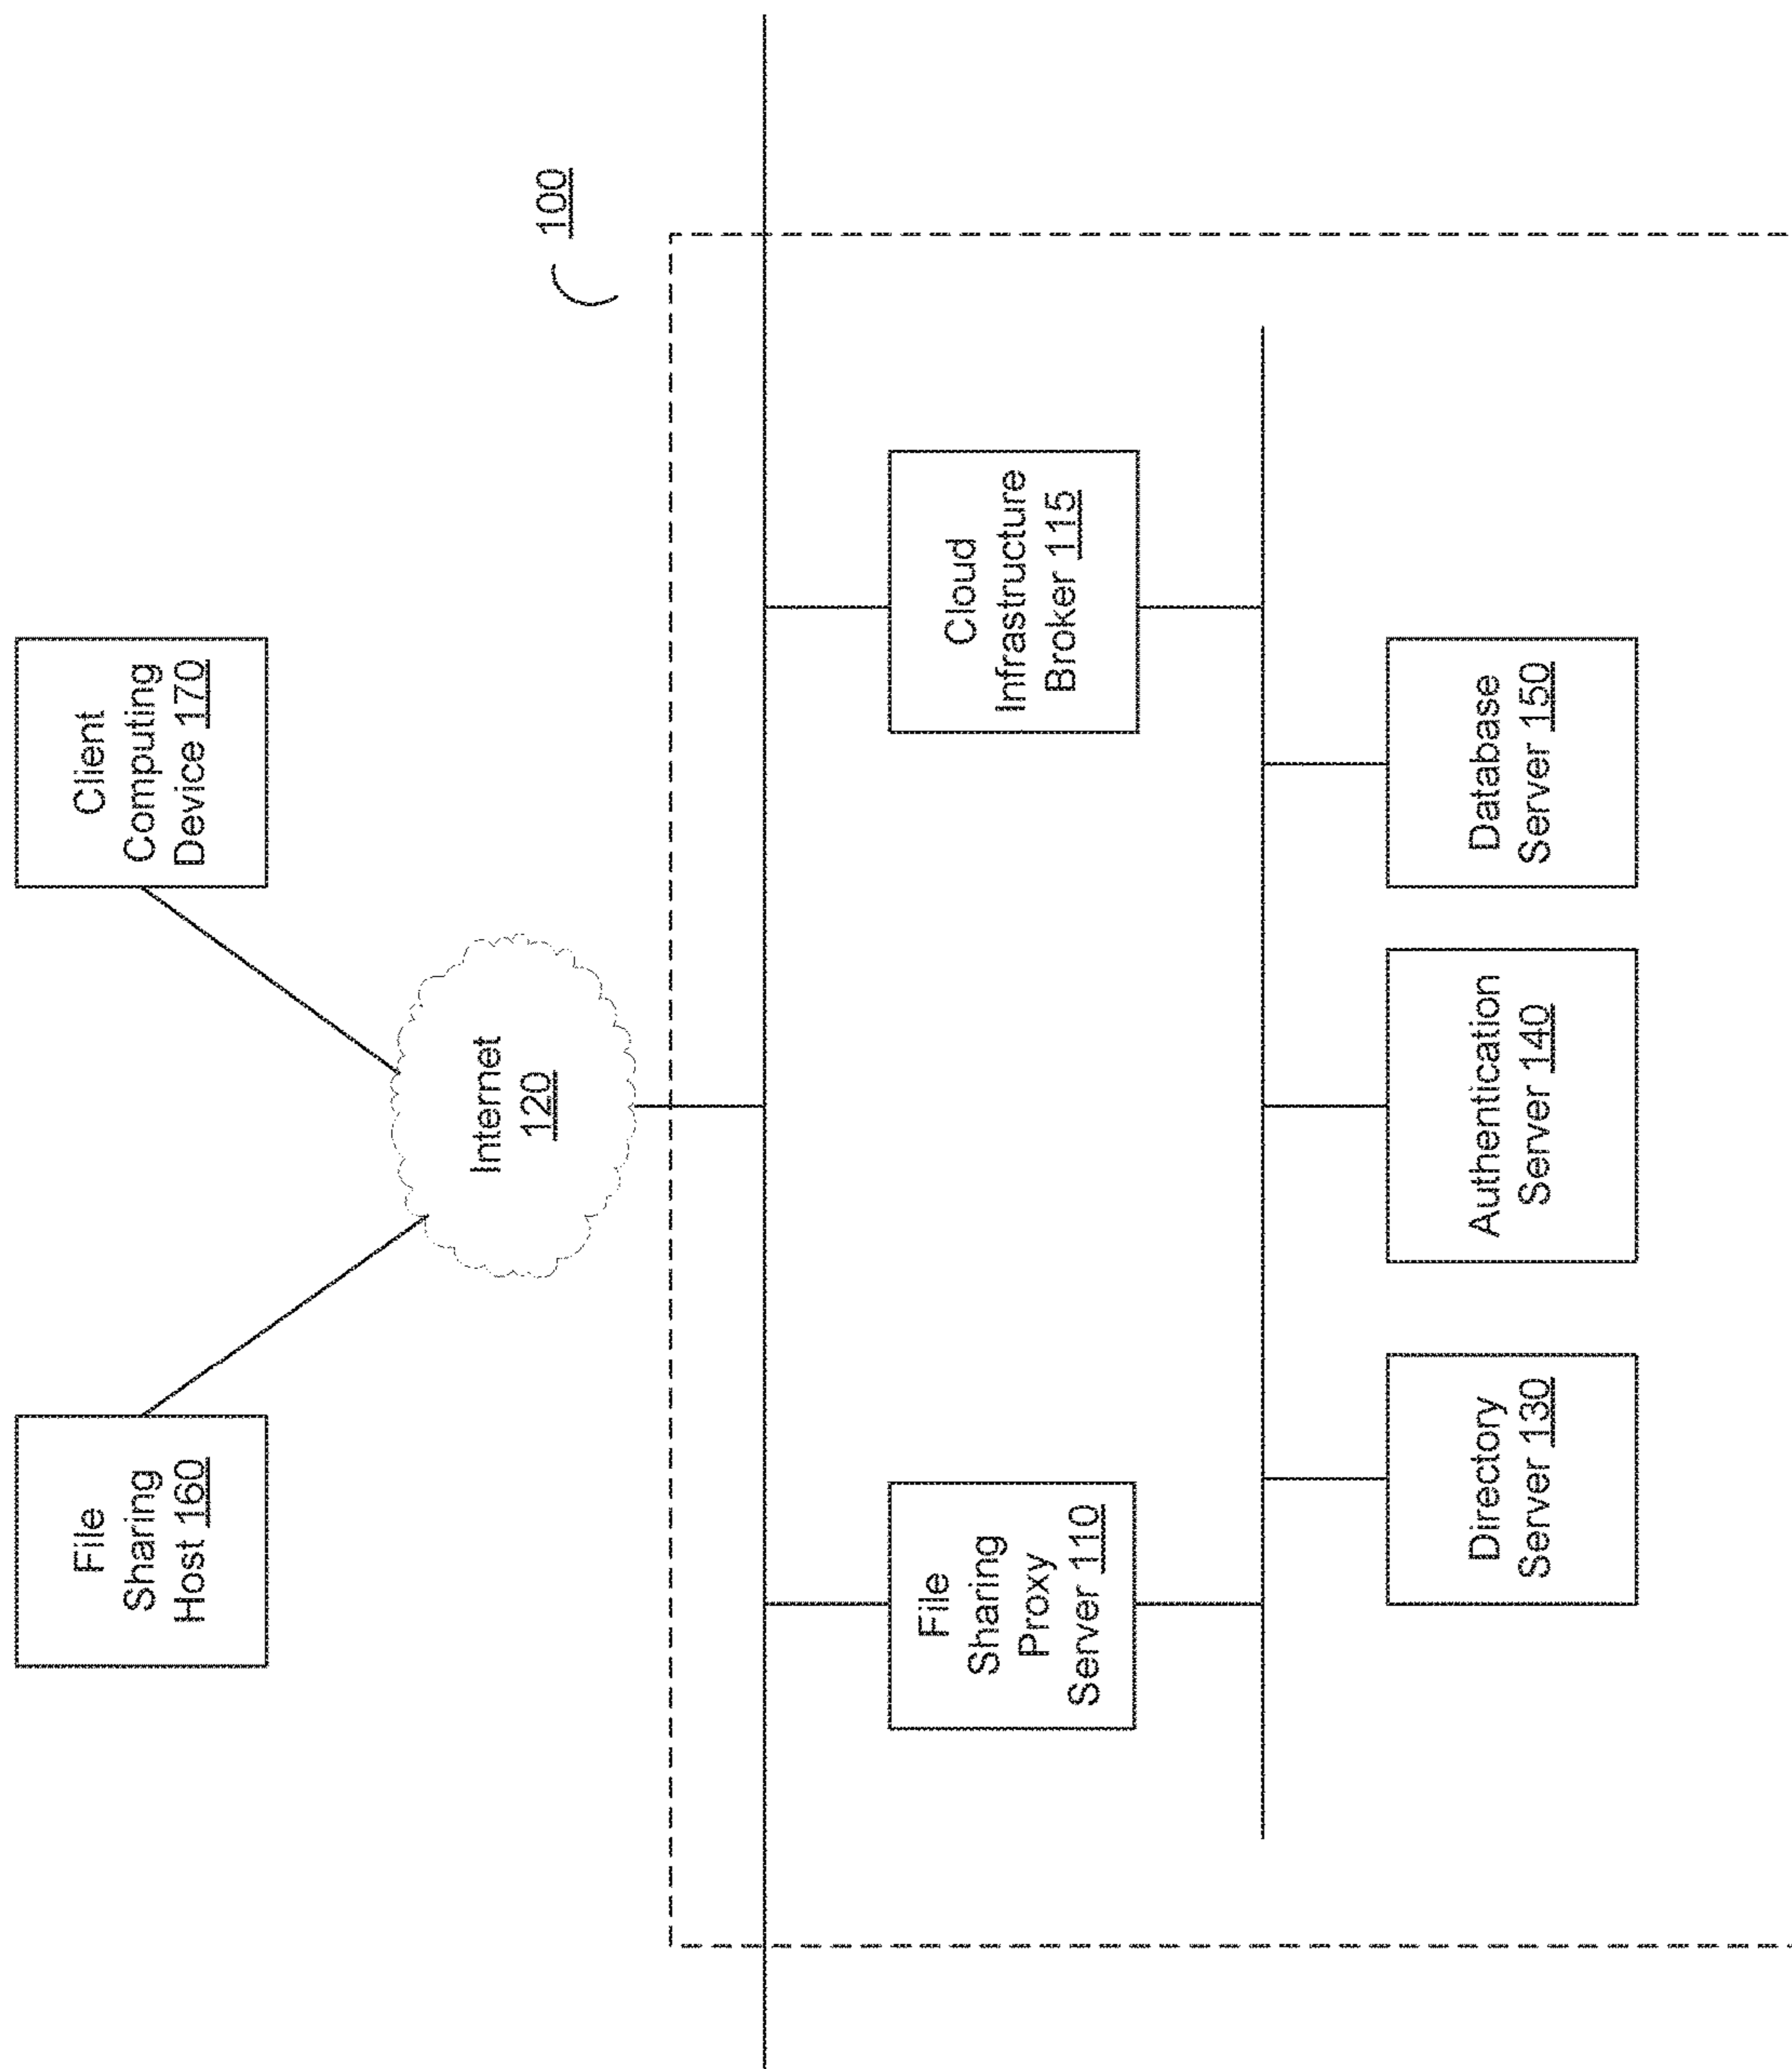 File
Sharing
Host 160
Client
Computing
Device 170
Internet
120
100
File
Sharing
Proxy
Server 110
Cloud
Infrastructure
Broker 115
Directory
Server 130
Authentication
Server 140
Database
Server 150